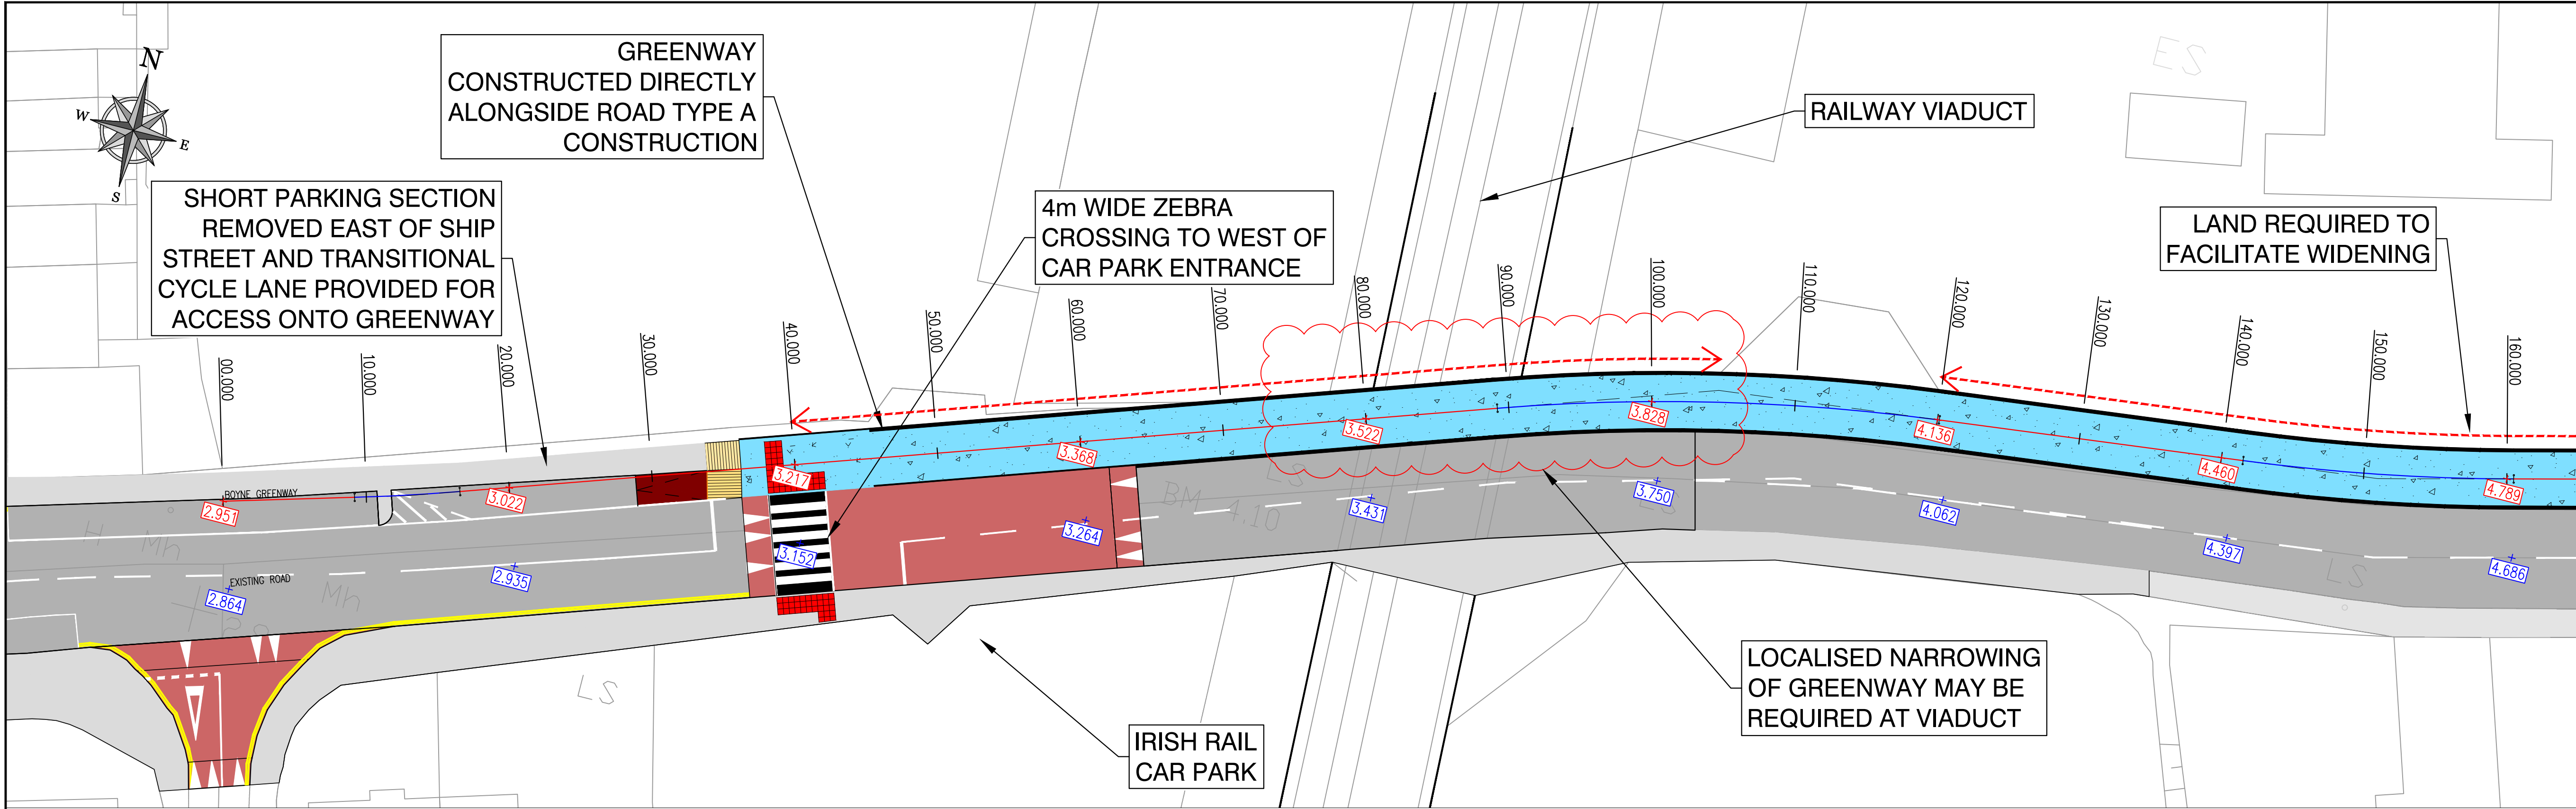 N
W
E
S
GREENWAY
CONSTRUCTED DIRECTLY
ALONGSIDE ROAD TYPE A
CONSTRUCTION
RAILWAY VIADUCT
ES
SHORT PARKING SECTION
REMOVED EAST OF SHIP
STREET AND TRANSITIONAL
CYCLE LANE PROVIDED FOR
ACCESS ONTO GREENWAY
4m WIDE ZEBRA
CROSSING TO WEST OF
CAR PARK ENTRANCE
LAND REQUIRED TO
FACILITATE WIDENING
00.000
10.000
20.000
30.000
40.000
50.000
60.000
70.000
80.000
90.000
100.000
110.000
120.000
130.000
140.000
150.000
160.000
BOYNE GREENWAY
2.951
3.022
3.217
3.368
3.522
3.828
4.136
4.460
4.789
EXISTING ROAD
2.864
2.935
3.152
3.264
3.431
3.750
4.062
4.397
4.686
H Mh
Mh
BM 4.10
LS
LS
LS
LOCALISED NARROWING
OF GREENWAY MAY BE
REQUIRED AT VIADUCT
IRISH RAIL
CAR PARK